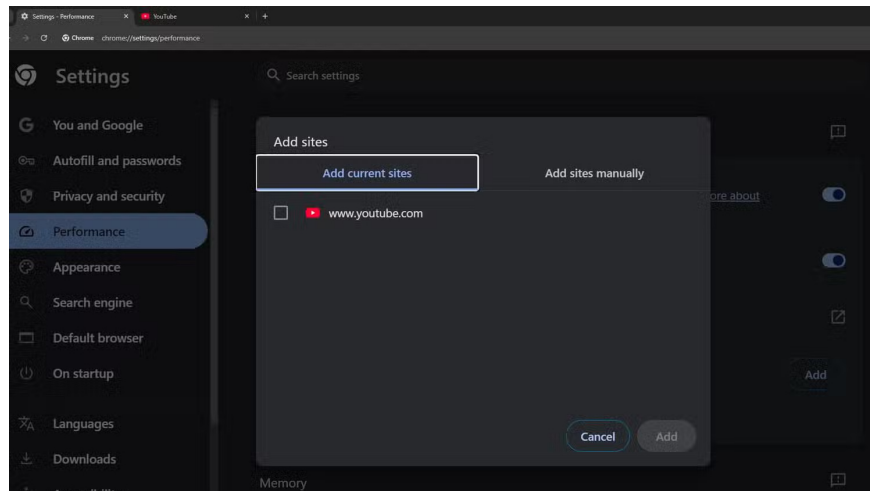 Settings - Performance
YouTube
Chrome chrome://settings/performance
Settings
Search settings
You and Google
Autofill and passwords
Privacy and security
Performance
Appearance
Search engine
Default browser
On startup
Languages
Downloads
Add sites
Add current sites
Add sites manually
www.youtube.com
Cancel
Add
ore about
Add
Memory